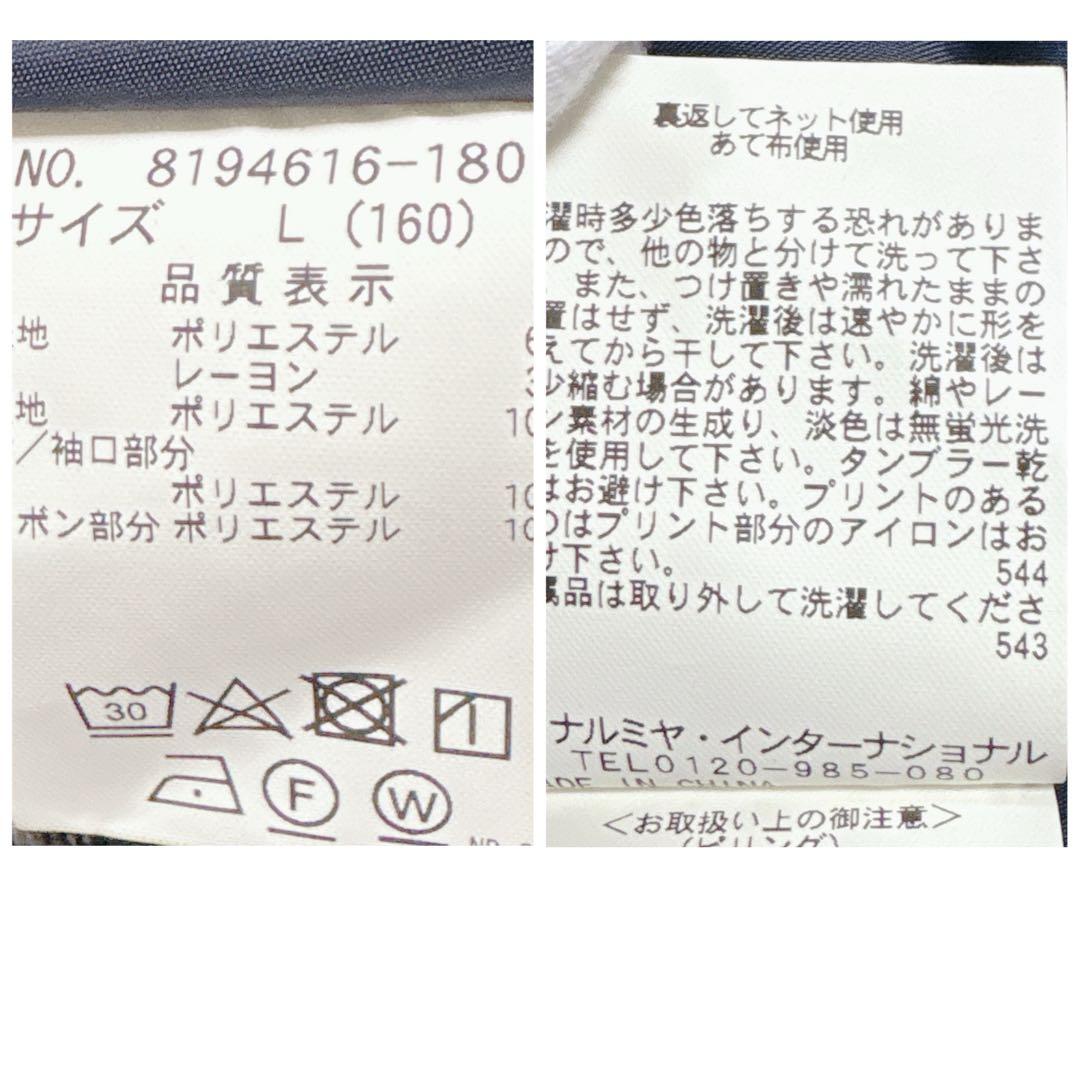 NO. 8194616-180
サイズ L (160)
品質表示
地 ポリエステル 6
レーヨン 3
地 ポリエステル 10
/袖口部分
ポリエステル 10
ボン部分 ポリエステル 10
30
F
W
裏返してネット使用
あて布使用
濯時多少色落ちする恐れがありま
ので、他の物と分けて洗って下さ
。また、つけ置きや濡れたままの
置はせず、洗濯後は速やかに形を
えてから干して下さい。洗濯後は
少縮む場合があります。綿やレー
ン素材の生成り、淡色は無蛍光洗
を使用して下さい。タンブラー乾
はお避け下さい。プリントのある
のはプリント部分のアイロンはお
け下さい。
544
属品は取り外して洗濯してくださ
543
ナルミヤ・インターナショナル
TEL0120-985-080
MADE IN CHINA
<お取扱い上の御注意>
(ピリング)